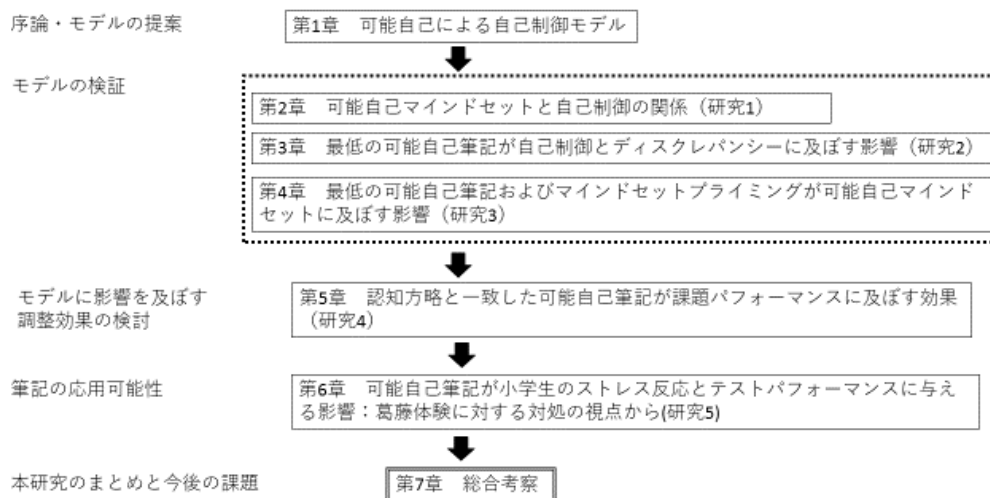 序論・モデルの提案
第1章　可能自己による自己制御モデル
モデルの検証
第2章　可能自己マインドセットと自己制御の関係（研究1）
第3章　最低の可能自己筆記が自己制御とディスクレパンシーに及ぼす影響（研究2）
第4章　最低の可能自己筆記およびマインドセットプライミングが可能自己マインド
セットに及ぼす影響（研究3）
モデルに影響を及ぼす
調整効果の検討
第5章　認知方略と一致した可能自己筆記が課題パフォーマンスに及ぼす効果
（研究4）
筆記の応用可能性
第6章　可能自己筆記が小学生のストレス反応とテストパフォーマンスに与え
る影響：葛藤体験に対する対処の視点から(研究5)
本研究のまとめと今後の課題
第7章　総合考察